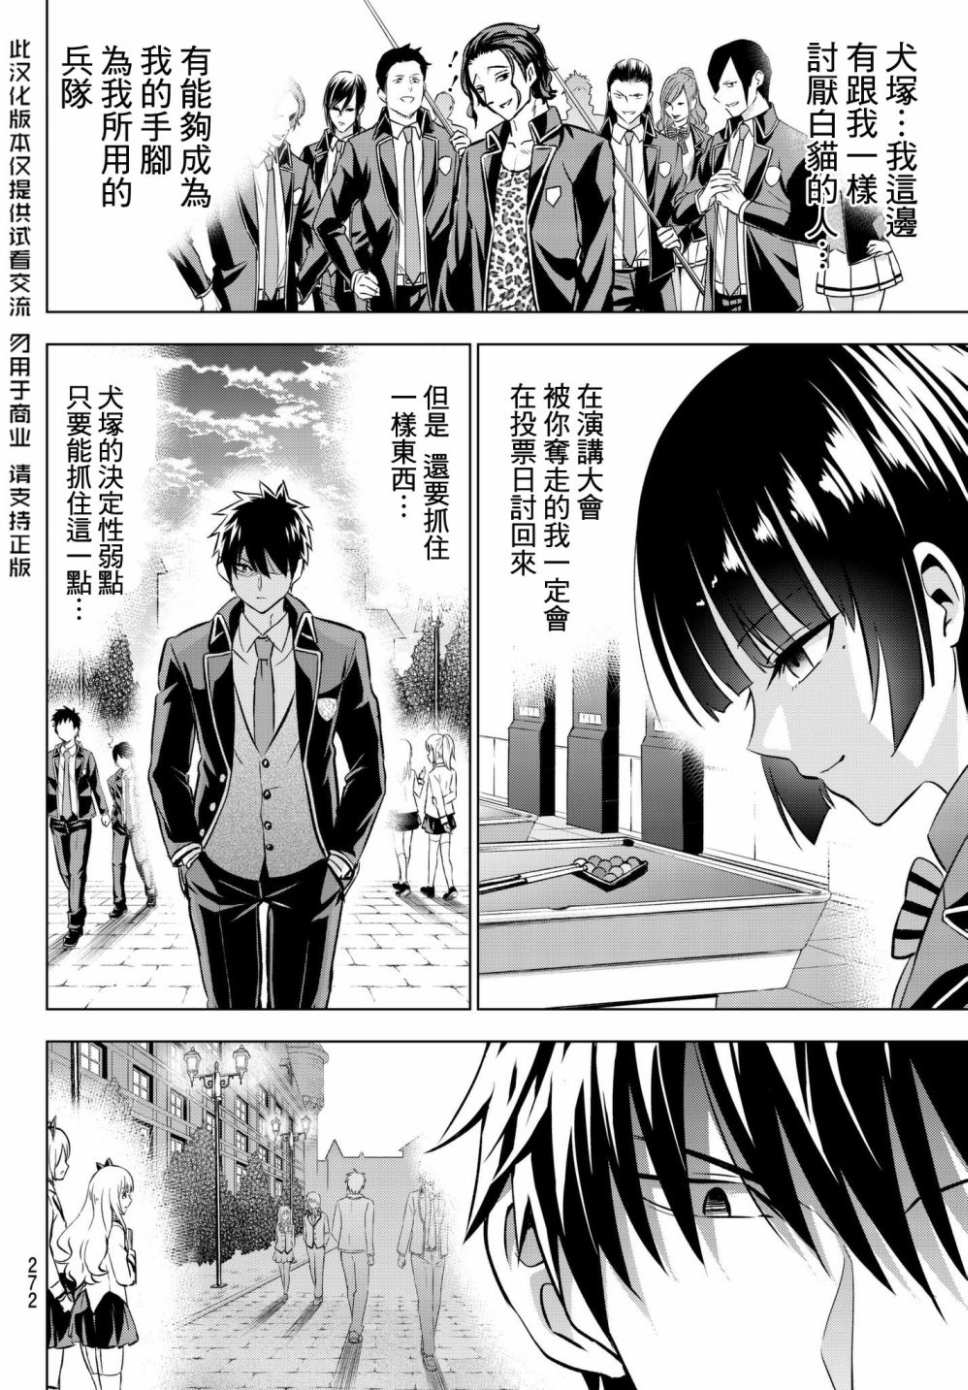 犬塚…我這邊
有跟我一樣
討厭白貓的
人…
有能夠成為
我的手腳
為我所用的
兵隊
在演講大會
被你奪走的我一定會
在投票日討回來
但是 還要抓住
一樣東西…
犬塚的決定性弱點
只要能抓住這一點…
此汉化版本仅提供试看交流 勿用于商业 请支持正版
272